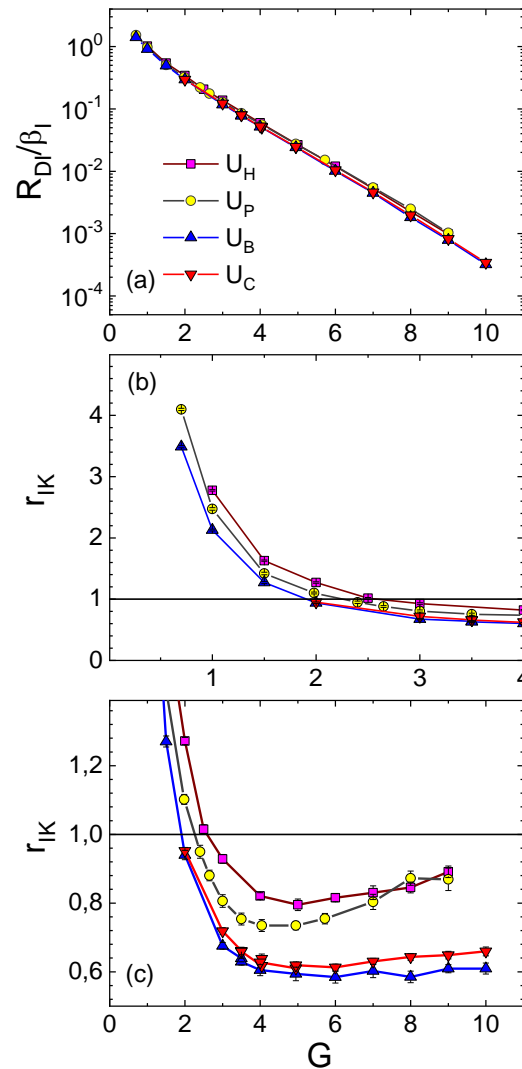 (a)
R_DI/β_I
10^0
10^-1
10^-2
10^-3
10^-4
U_H
U_P
U_B
U_C
0 2 4 6 8 10
(b)
r_IK
4
3
2
1
0
1 2 3 4
(c)
r_IK
1,2
1,0
0,8
0,6
0 2 4 6 8 10
G